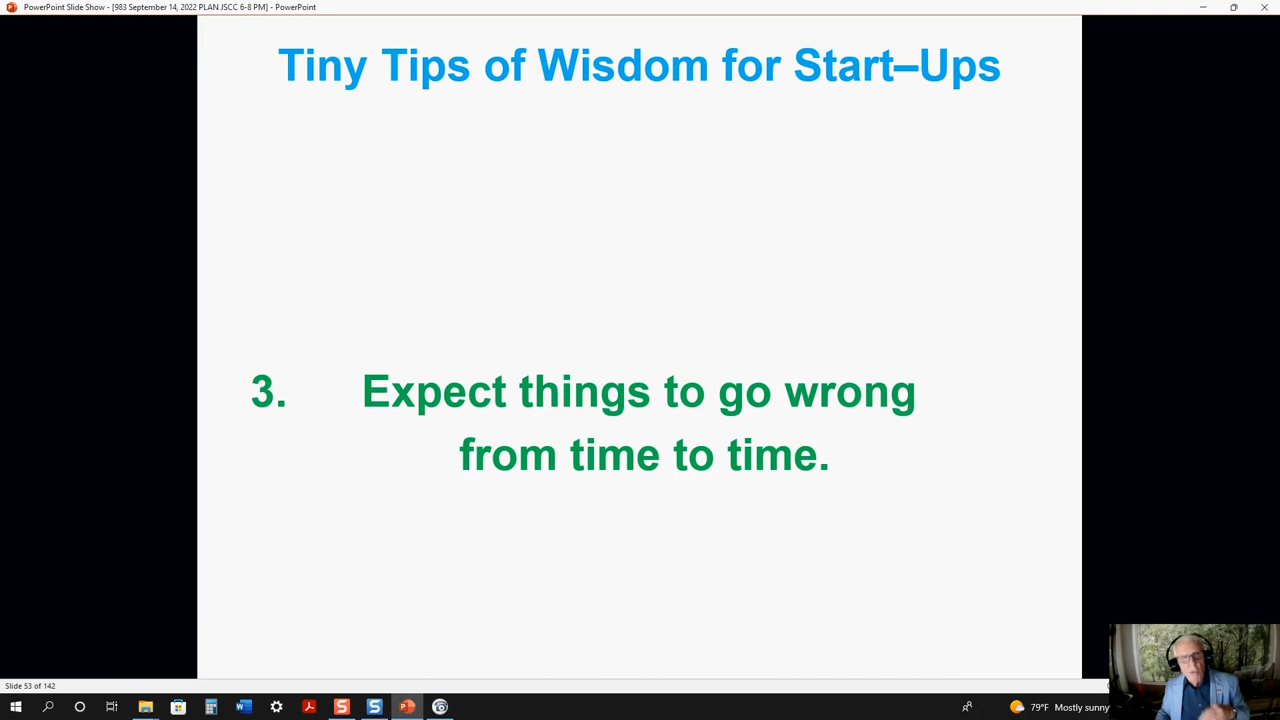 PowerPoint Slide Show - [983 September 14, 2022 PLAN JSCC 6-8 PM] - PowerPoint
Tiny Tips of Wisdom for Start–Ups
3. Expect things to go wrong
from time to time.
Slide 53 of 142
79°F Mostly sunny